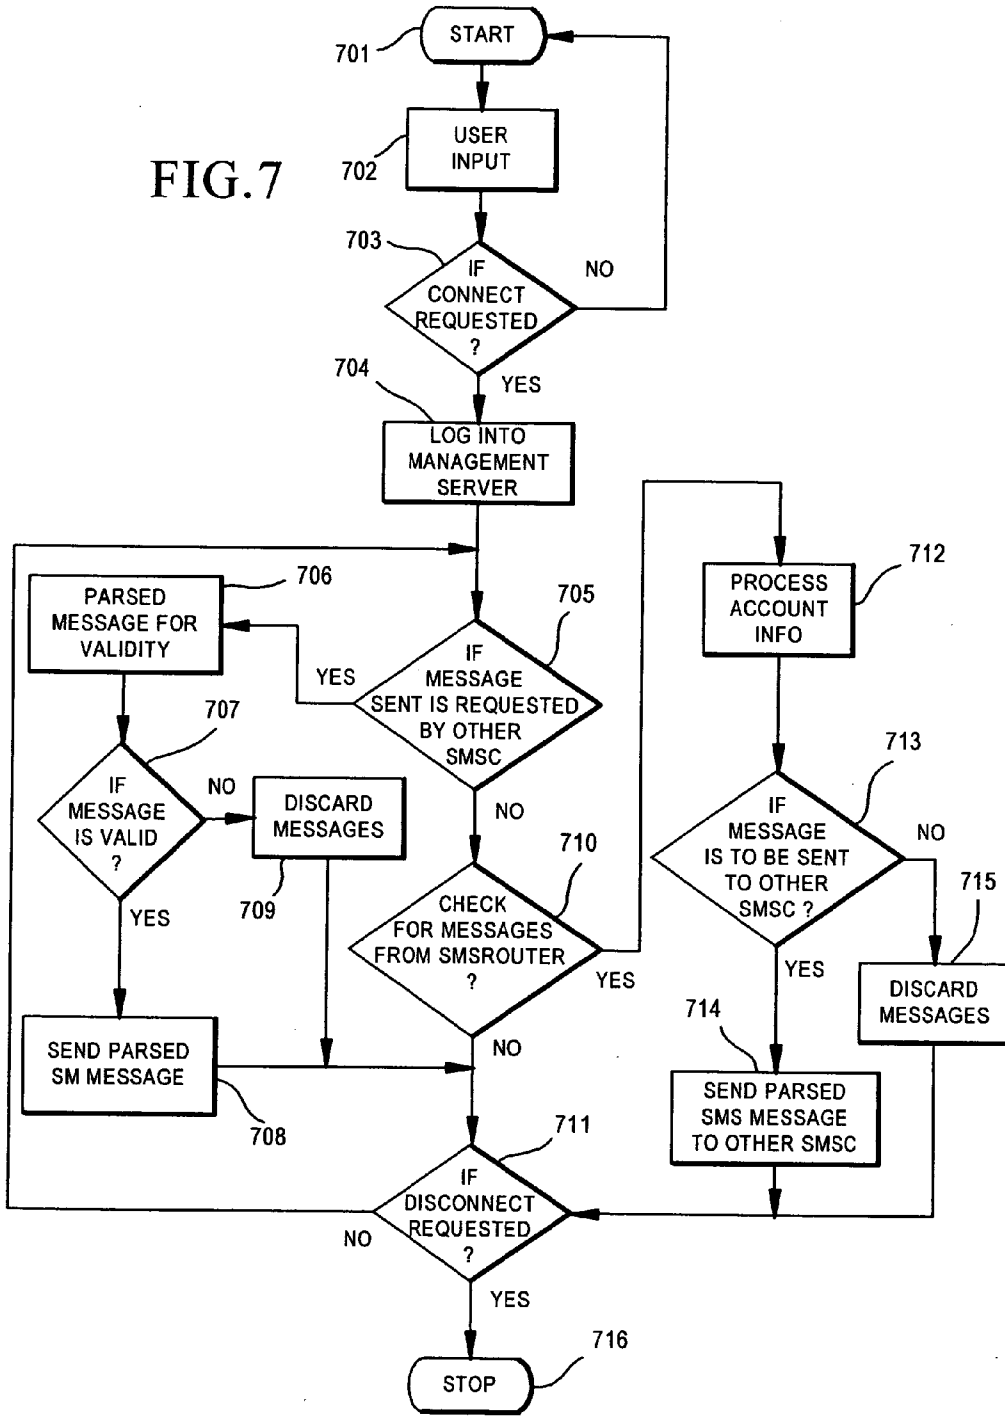 701
START
FIG.7
702
USER
INPUT
703
IF
CONNECT
REQUESTED
?
NO
YES
704
LOG INTO
MANAGEMENT
SERVER
706
PARSED
MESSAGE FOR
VALIDITY
YES
705
IF
MESSAGE
SENT IS REQUESTED
BY OTHER
SMSC
NO
707
IF
MESSAGE
IS VALID
?
NO
YES
DISCARD
MESSAGES
709
710
CHECK
FOR MESSAGES
FROM SMSROUTER
?
YES
NO
712
PROCESS
ACCOUNT
INFO
713
IF
MESSAGE
IS TO BE SENT
TO OTHER
SMSC ?
NO
YES
715
DISCARD
MESSAGES
714
SEND PARSED
SMS MESSAGE
TO OTHER SMSC
SEND PARSED
SM MESSAGE
708
711
IF
DISCONNECT
REQUESTED
?
NO
YES
716
STOP